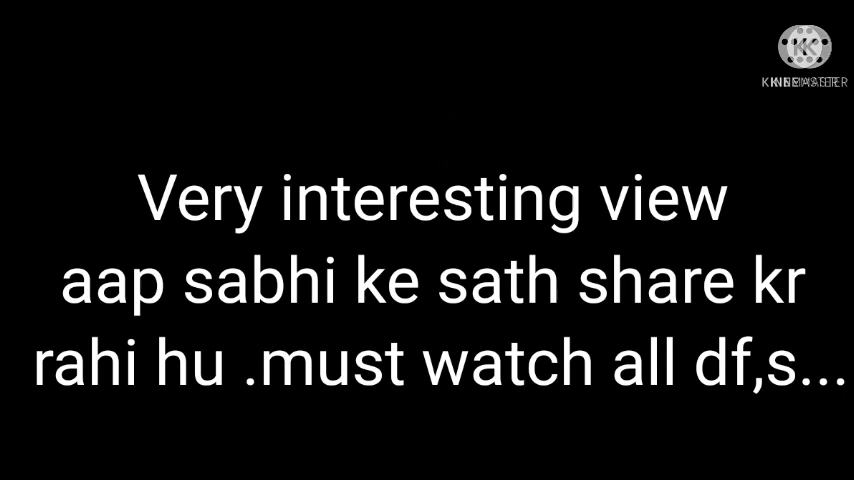 Very interesting view
aap sabhi ke sath share kr
rahi hu .must watch all df,s...